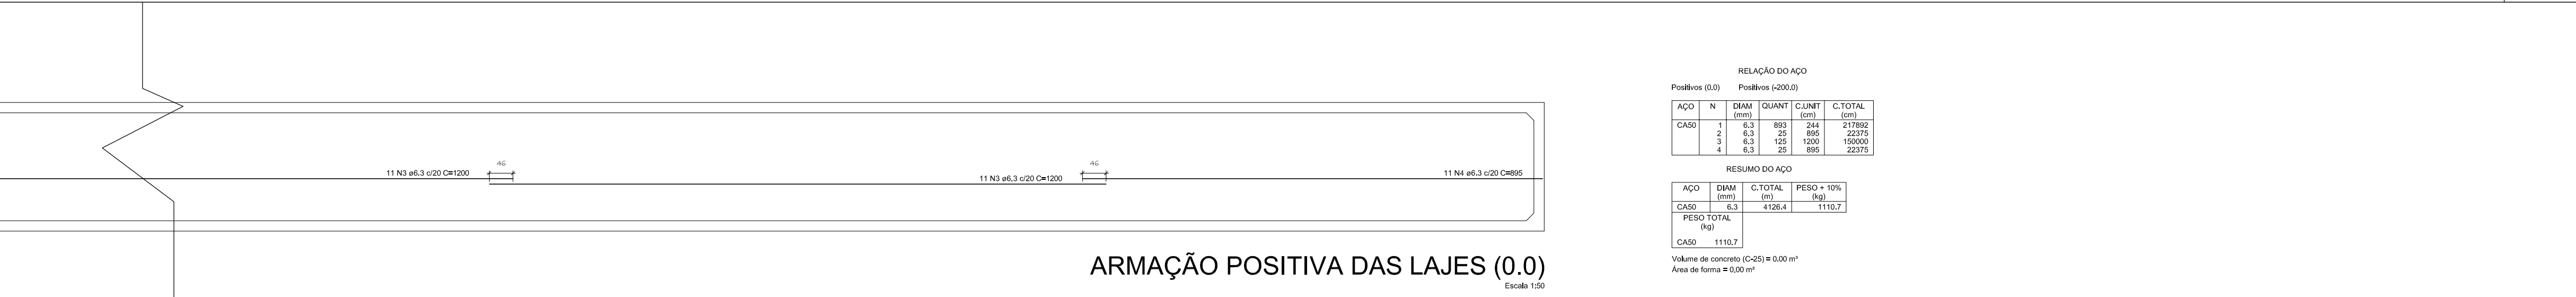 46
46
11 N3 ø6.3 c/20 C=1200
11 N3 ø6.3 c/20 C=1200
11 N4 ø6.3 c/20 C=895
ARMAÇÃO POSITIVA DAS LAJES (0.0)
Escala 1:50
RELAÇÃO DO AÇO
Positivos (0.0) Positivos (-200.0)
AÇO N DIAM QUANT C.UNIT C.TOTAL
(mm) (cm) (cm)
CA50 1 6.3 893 244 217892
2 6.3 25 895 22375
3 6.3 125 1200 150000
4 6.3 25 895 22375
RESUMO DO AÇO
AÇO DIAM C.TOTAL PESO + 10%
(mm) (m) (kg)
CA50 6.3 4126.4 1110.7
PESO TOTAL
(kg)
CA50 1110.7
Volume de concreto (C-25) = 0.00 m³
Área de forma = 0.00 m²